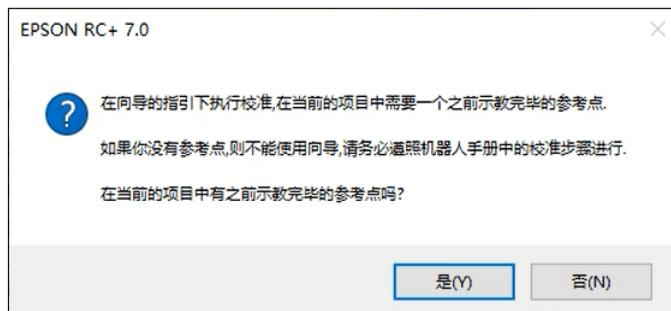 EPSON RC+ 7.0
在向导的指引下执行校准,在当前的项目中需要一个之前示教完毕的参考点.
如果你没有参考点,则不能使用向导,请务必遵照机器人手册中的校准步骤进行.
在当前的项目中有之前示教完毕的参考点吗?
是(Y)
否(N)